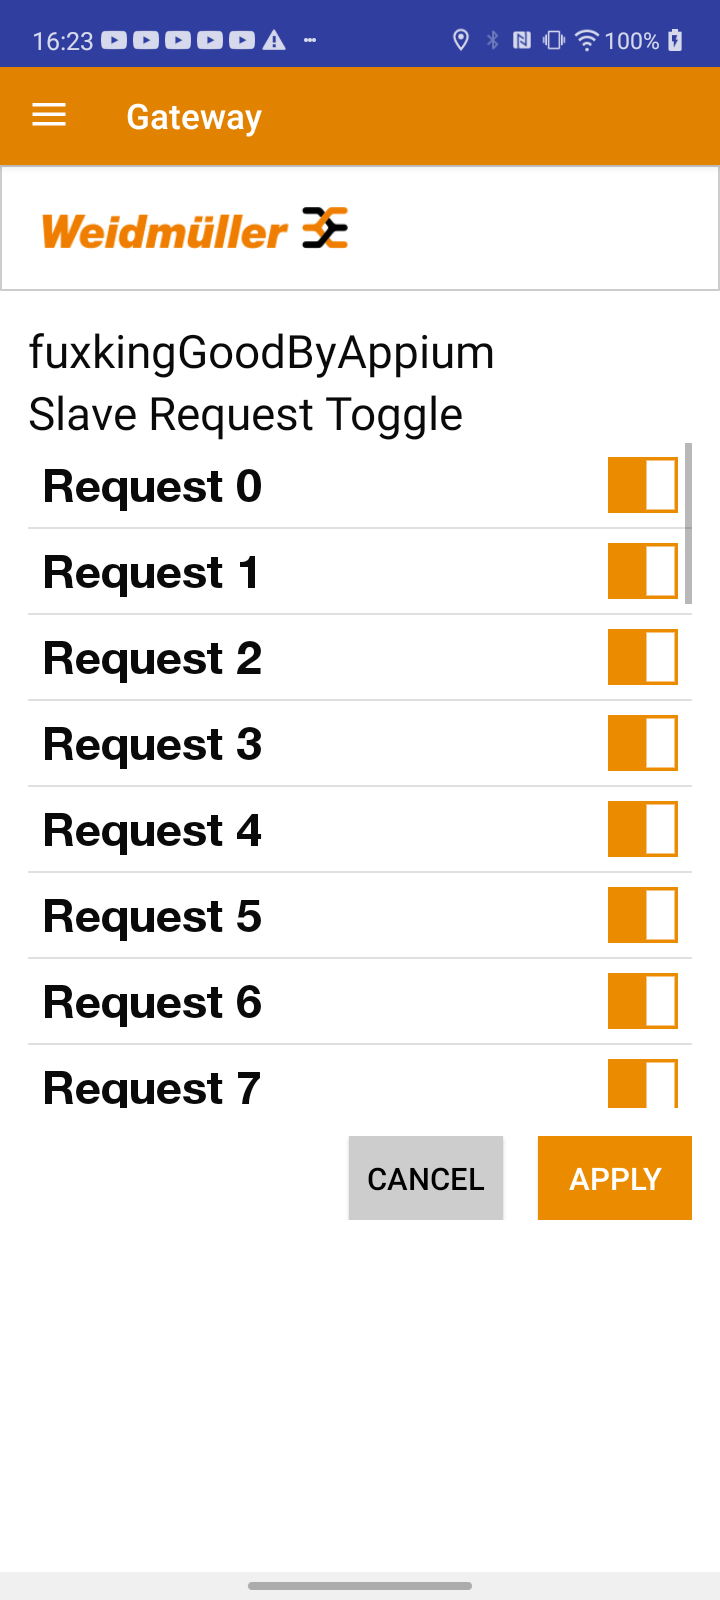 16:23 100%
Gateway
Weidmüller
fuxkingGoodByAppium
Slave Request Toggle
Request 0
Request 1
Request 2
Request 3
Request 4
Request 5
Request 6
Request 7
CANCEL APPLY